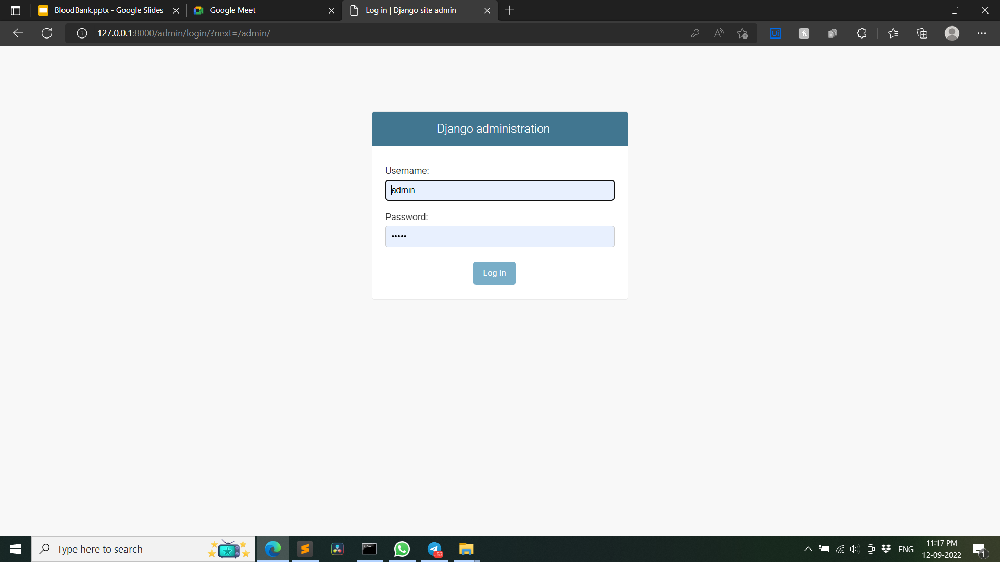 BloodBank.pptx - Google Slides
Google Meet
Log in | Django site admin
127.0.0.1:8000/admin/login/?next=/admin/
Ui
h
Django administration
Username:
admin
Password:
•••••
Log in
Type here to search
..53
ENG
11:17 PM
12-09-2022
1